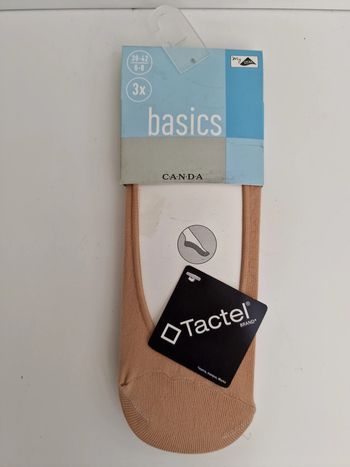 39-42
6-8
3x
basics
CANDA
Tactel®
BRAND